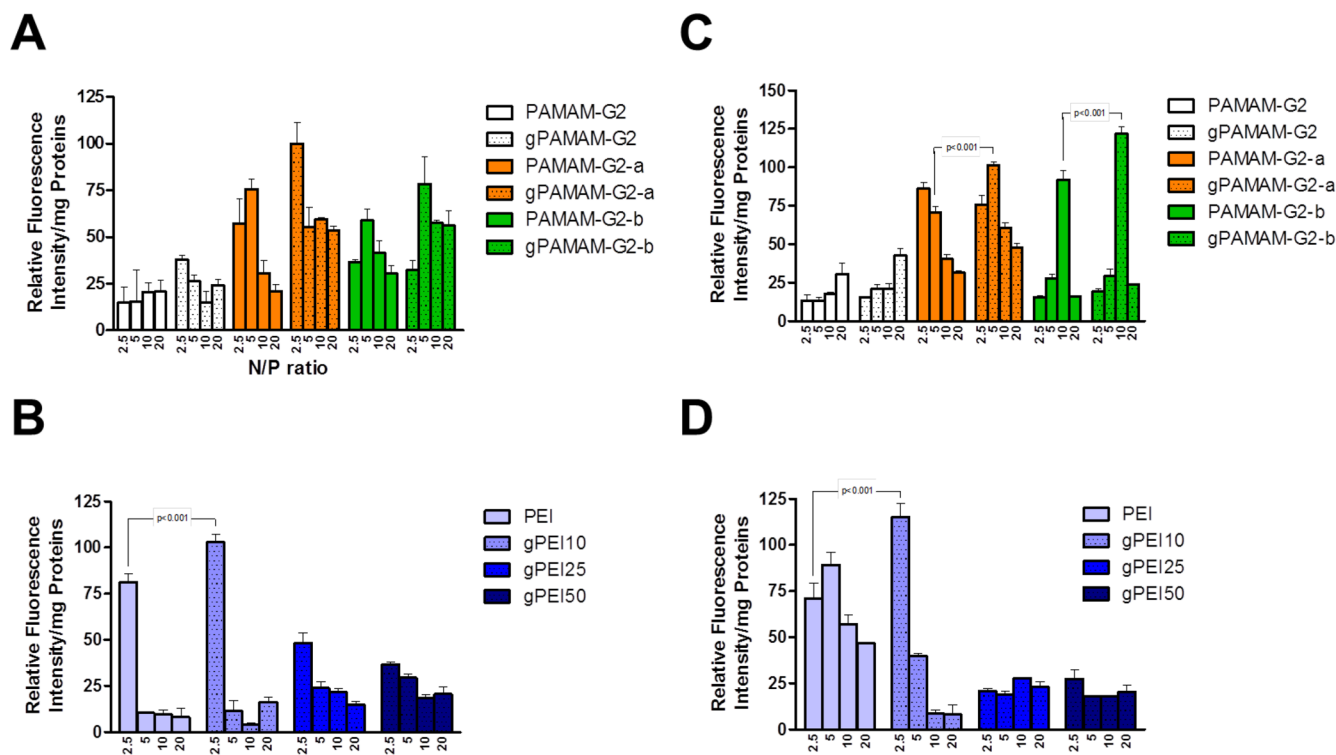 A
Relative Fluorescence
Intensity/mg Proteins
125
100
75
50
25
0
2.5 5 10 20 2.5 5 10 20 2.5 5 10 20 2.5 5 10 20 2.5 5 10 20 2.5 5 10 20
N/P ratio
PAMAM-G2
gPAMAM-G2
PAMAM-G2-a
gPAMAM-G2-a
PAMAM-G2-b
gPAMAM-G2-b
C
Relative Fluorescence
Intensity/mg Proteins
150
125
100
75
50
25
0
p<0.001
p<0.001
2.5 5 10 20 2.5 5 10 20 2.5 5 10 20 2.5 5 10 20 2.5 5 10 20 2.5 5 10 20
PAMAM-G2
gPAMAM-G2
PAMAM-G2-a
gPAMAM-G2-a
PAMAM-G2-b
gPAMAM-G2-b
B
Relative Fluorescence
Intensity/mg Proteins
125
100
75
50
25
0
p<0.001
2.5 5 10 20 2.5 5 10 20 2.5 5 10 20 2.5 5 10 20
PEI
gPEI10
gPEI25
gPEI50
D
Relative Fluorescence
Intensity/mg Proteins
125
100
75
50
25
0
p<0.001
2.5 5 10 20 2.5 5 10 20 2.5 5 10 20 2.5 5 10 20
PEI
gPEI10
gPEI25
gPEI50